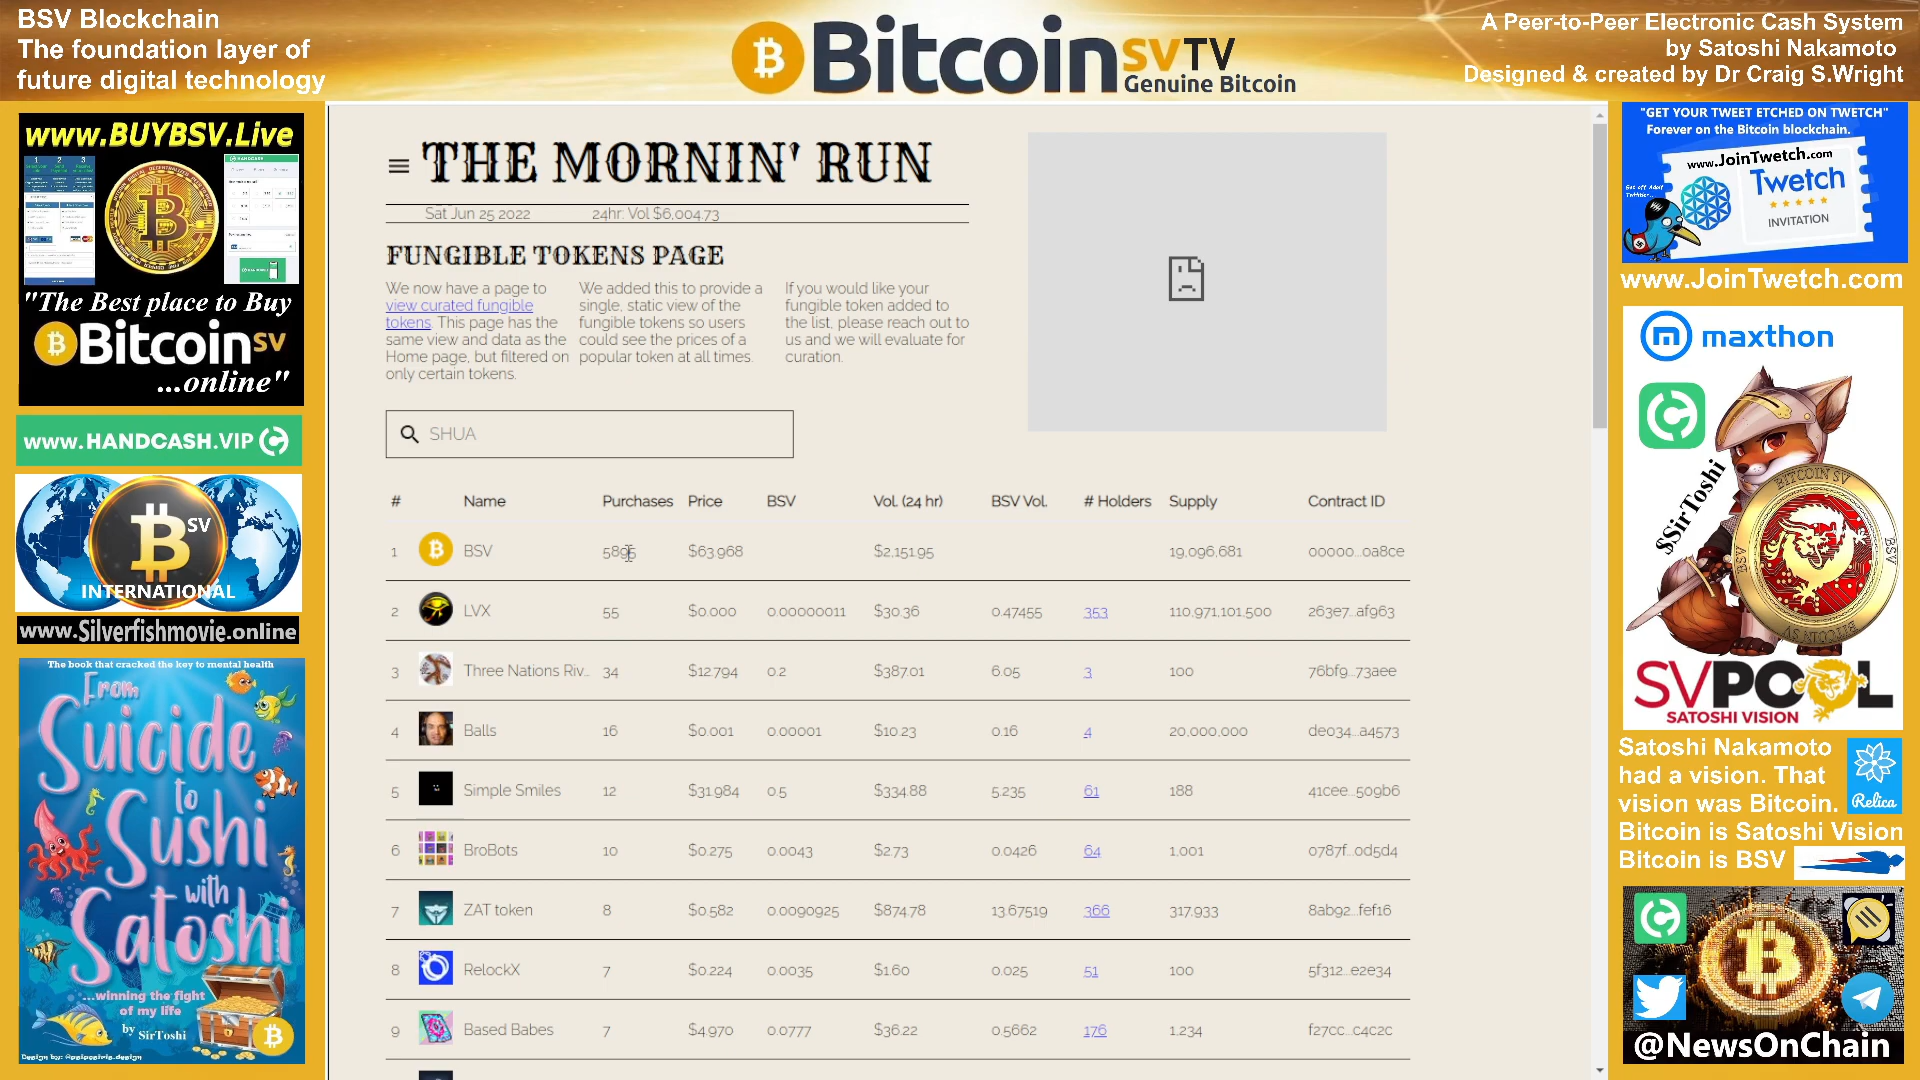 BSV Blockchain
The foundation layer of
future digital technology
Bitcoin SVTV
Genuine Bitcoin
A Peer-to-Peer Electronic Cash System
by Satoshi Nakamoto
Designed & created by Dr Craig S.Wright
www.BUYBSV.Live
"The Best place to Buy
Bitcoin SV
...online"
www.HANDCASH.VIP
SV
INTERNATIONAL
www.Silverfishmovie.online
The book that cracked the key to mental health
From
Suicide
to
Sushi
with
Satoshi
...winning the fight
of my life
by SirToshi
THE MORNIN' RUN
Sat Jun 25 2022 24hr: Vol $6,004.73
FUNGIBLE TOKENS PAGE
We now have a page to
view curated fungible
tokens. This page has the
same view and data as the
Home page, but filtered on
only certain tokens.
We added this to provide a
single, static view of the
fungible tokens so users
could see the prices of a
popular token at all times.
If you would like your
fungible token added to
the list, please reach out to
us and we will evaluate for
curation.
SHUA
# Name Purchases Price BSV Vol. (24 hr) BSV Vol. # Holders Supply Contract ID
1 BSV 5895 $63.968 $2,151.95 19,096,681 00000...0a8ce
2 LVX 55 $0.000 0.00000011 $30.36 0.47455 353 110,971,101,500 263e7...af963
3 Three Nations Riv... 34 $12.794 0.2 $387.01 6.05 3 100 76bf9...73aee
4 Balls 16 $0.001 0.00001 $10.23 0.16 4 20,000,000 de034...a4573
5 Simple Smiles 12 $31.984 0.5 $334.88 5.235 61 188 41cee...509b6
6 BroBots 10 $0.275 0.0043 $2.73 0.0426 64 1,001 0787f...0d5d4
7 ZAT token 8 $0.582 0.0090925 $874.78 13.67519 366 317,933 8ab92...fef16
8 RelockX 7 $0.224 0.0035 $1.60 0.025 51 100 5f312...e2e34
9 Based Babes 7 $4.970 0.0777 $36.22 0.5662 176 1,234 f27cc...c4c2c
"GET YOUR TWEET ETCHED ON TWETCH"
Forever on the Bitcoin blockchain.
www.JoinTwetch.com
Twetch
INVITATION
www.JoinTwetch.com
maxthon
$SirToshi
BITCOIN SV
SVPOOL
SATOSHI VISION
Satoshi Nakamoto
had a vision. That
vision was Bitcoin.
Relica
Bitcoin is Satoshi Vision
Bitcoin is BSV
@NewsOnChain